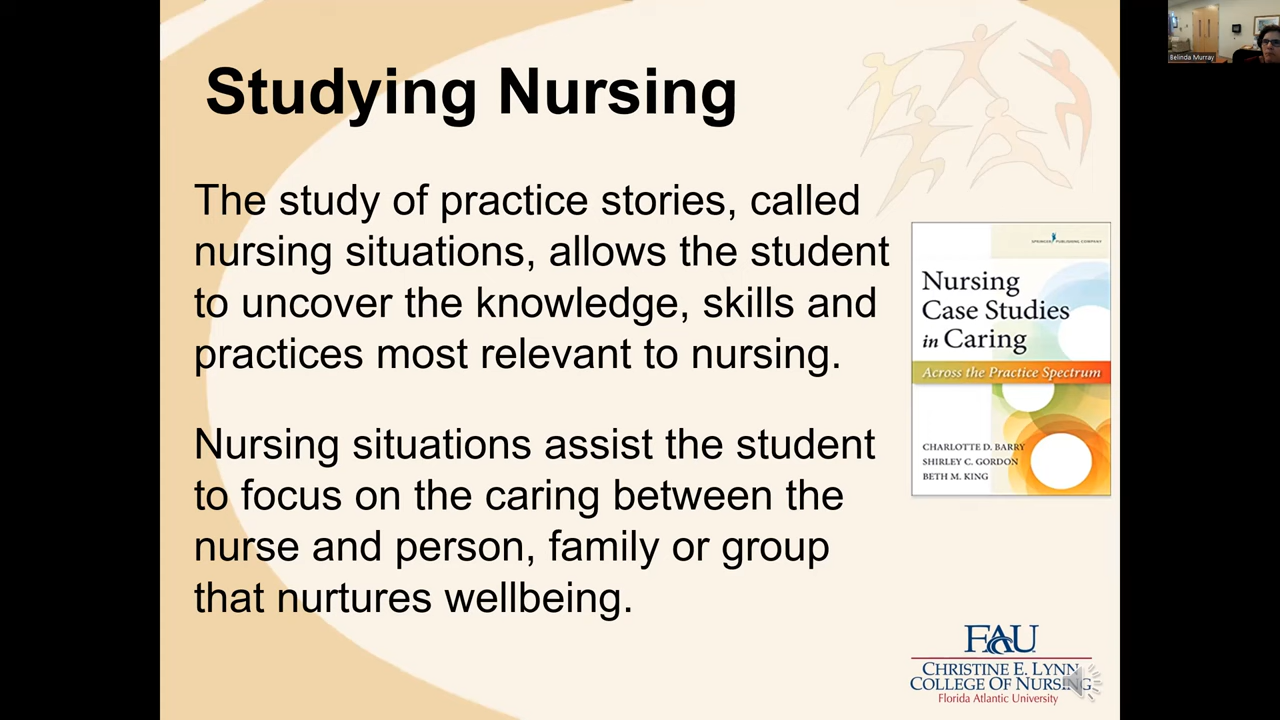 Studying Nursing
The study of practice stories, called
nursing situations, allows the student
to uncover the knowledge, skills and
practices most relevant to nursing.
Nursing situations assist the student
to focus on the caring between the
nurse and person, family or group
that nurtures wellbeing.
SPRINGER PUBLISHING COMPANY
Nursing
Case Studies
in Caring
Across the Practice Spectrum
CHARLOTTE D. BARRY
SHIRLEY C. GORDON
BETH M. KING
FAU
CHRISTINE E. LYNN
COLLEGE OF NURSING
Florida Atlantic University
Belinda Murray